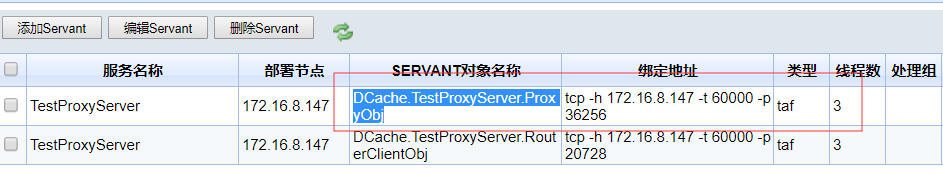 添加Servant 编辑Servant 删除Servant
服务名称 部署节点 SERVANT对象名称 绑定地址 类型 线程数 处理组
TestProxyServer 172.16.8.147 DCache.TestProxyServer.ProxyObj tcp -h 172.16.8.147 -t 60000 -p 36256 taf 3
TestProxyServer 172.16.8.147 DCache.TestProxyServer.RouterClientObj tcp -h 172.16.8.147 -t 60000 -p 20728 taf 3